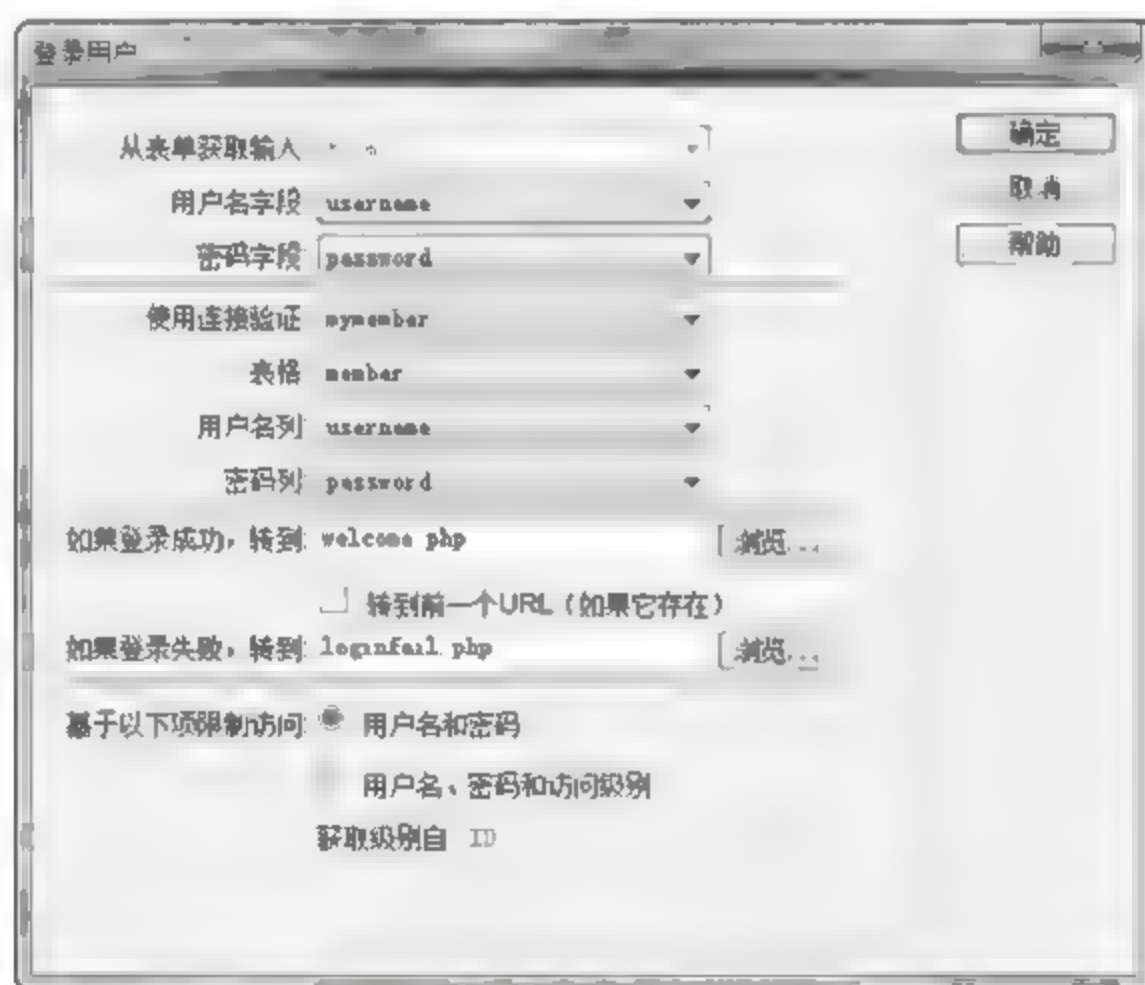 登录用户
从表单获取输入
确定
用户名字段 username
取消
密码字段 password
帮助
使用连接验证 mymember
表格 member
用户名列 username
密码列 password
如果登录成功，转到: welcome.php 浏览...
转到前一个URL（如果它存在）
如果登录失败，转到: loginfail.php 浏览...
基于以下项限制访问: 用户名和密码
用户名、密码和访问级别
获取级别自 ID